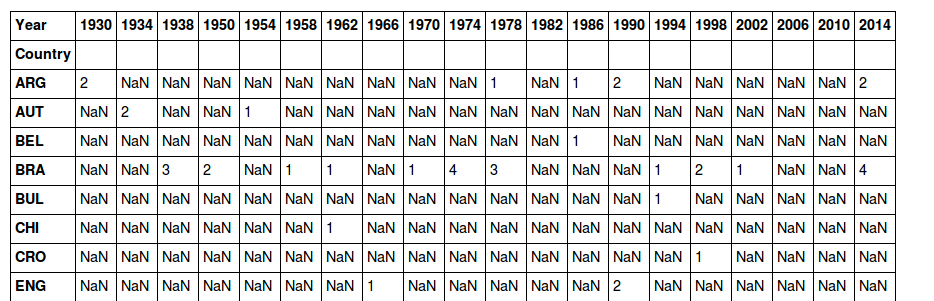 Year 1930 1934 1938 1950 1954 1958 1962 1966 1970 1974 1978 1982 1986 1990 1994 1998 2002 2006 2010 2014
Country
ARG 2 NaN NaN NaN NaN NaN NaN NaN NaN NaN 1 NaN 1 2 NaN NaN NaN NaN NaN 2
AUT NaN 2 NaN NaN 1 NaN NaN NaN NaN NaN NaN NaN NaN NaN NaN NaN NaN NaN NaN NaN
BEL NaN NaN NaN NaN NaN NaN NaN NaN NaN NaN NaN NaN 1 NaN NaN NaN NaN NaN NaN NaN
BRA NaN NaN 3 2 NaN 1 1 NaN 1 4 3 NaN NaN NaN 1 2 1 NaN NaN 4
BUL NaN NaN NaN NaN NaN NaN NaN NaN NaN NaN NaN NaN NaN NaN 1 NaN NaN NaN NaN NaN
CHI NaN NaN NaN NaN NaN NaN 1 NaN NaN NaN NaN NaN NaN NaN NaN NaN NaN NaN NaN NaN
CRO NaN NaN NaN NaN NaN NaN NaN NaN NaN NaN NaN NaN NaN NaN NaN 1 NaN NaN NaN NaN
ENG NaN NaN NaN NaN NaN NaN NaN 1 NaN NaN NaN NaN NaN 2 NaN NaN NaN NaN NaN NaN